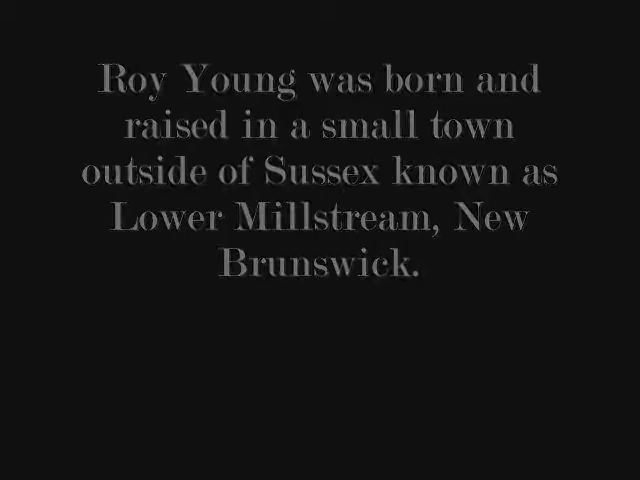 Roy Young was born and
raised in a small town
outside of Sussex known as
Lower Millstream, New
Brunswick.